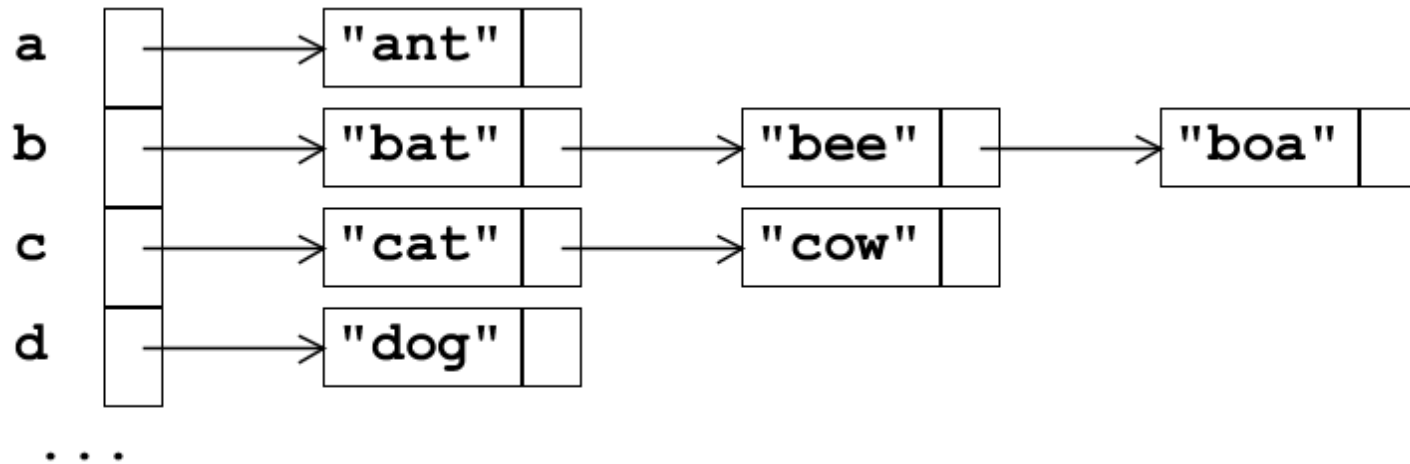 a "ant"
b "bat" "bee" "boa"
c "cat" "cow"
d "dog"
...